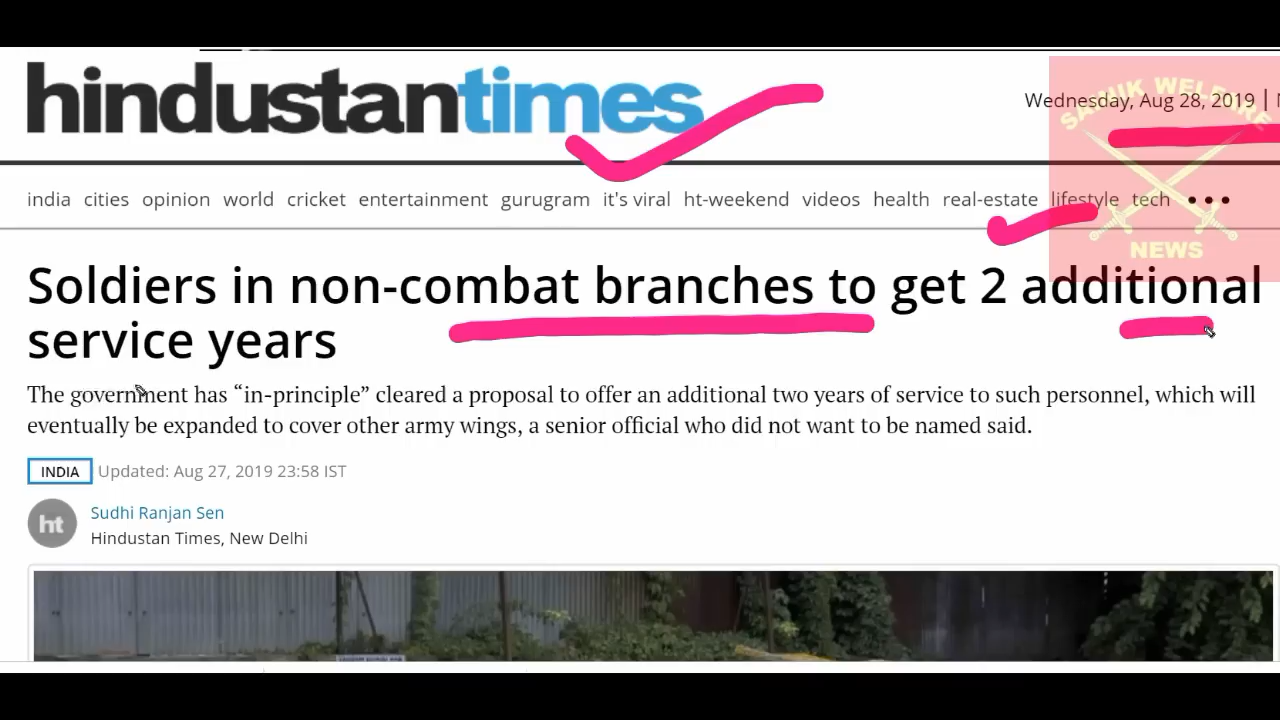 hindustantimes
Wednesday, Aug 28, 2019 |
SAINIK WELFARE
NEWS
india cities opinion world cricket entertainment gurugram it's viral ht-weekend videos health real-estate lifestyle tech
Soldiers in non-combat branches to get 2 additional
service years
The government has “in-principle” cleared a proposal to offer an additional two years of service to such personnel, which will
eventually be expanded to cover other army wings, a senior official who did not want to be named said.
INDIA Updated: Aug 27, 2019 23:58 IST
ht
Sudhi Ranjan Sen
Hindustan Times, New Delhi